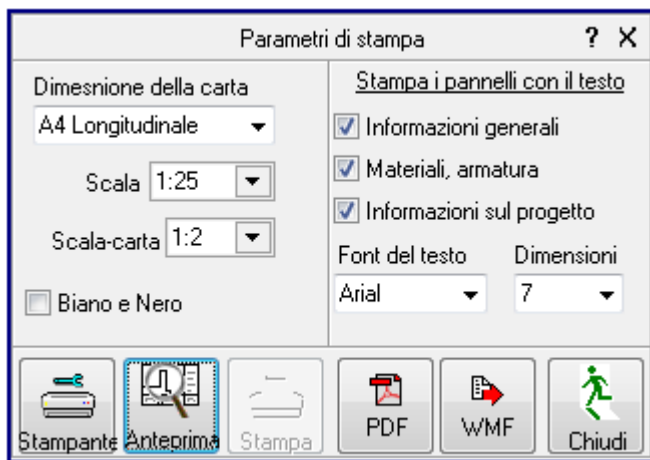 Parametri di stampa ? X
Dimesnione della carta
A4 Longitudinale
Scala 1:25
Scala-carta 1:2
Biano e Nero
Stampa i pannelli con il testo
Informazioni generali
Materiali, armatura
Informazioni sul progetto
Font del testo Dimensioni
Arial 7
Stampante Anteprima Stampa PDF WMF Chiudi